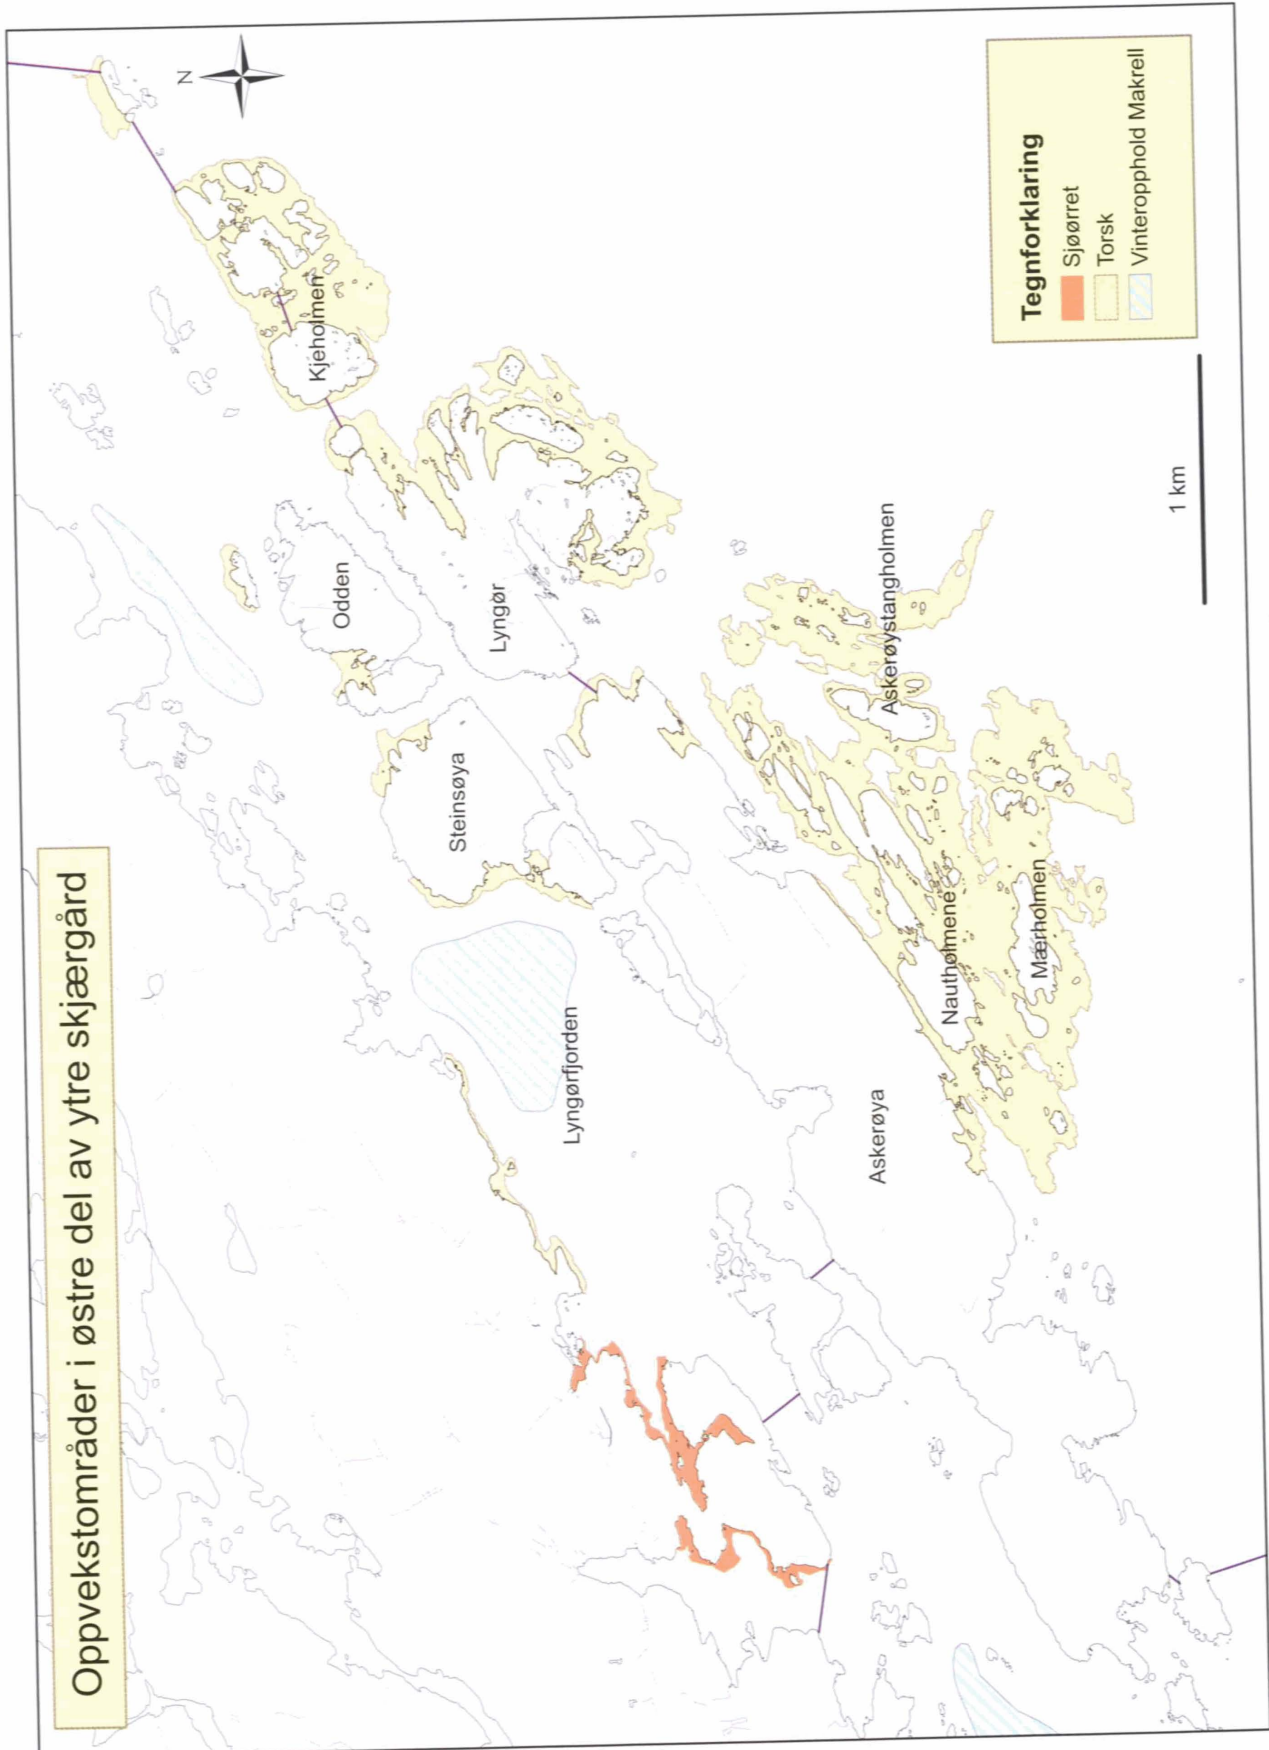 Oppvekstområder i østre del av ytre skjærgård
N
Kjeholmen
Odden
Lyngør
Steinsøya
Lyngørfjorden
Askerøystangholmen
Nautholmene
Mærholmen
Askerøya
1 km
Tegnforklaring
Sjøørret
Torsk
Vinteropphold Makrell